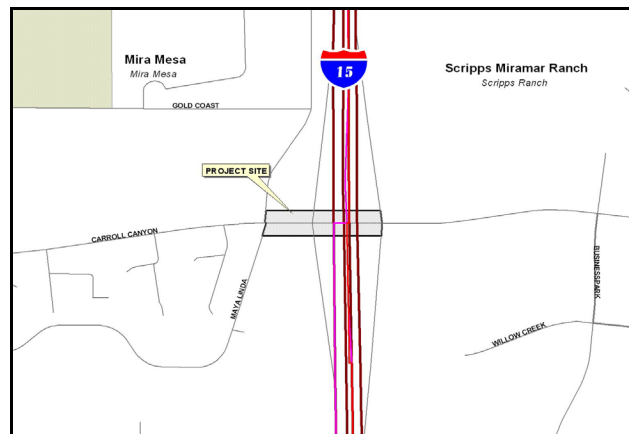 Mira Mesa
Mira Mesa
15
Scripps Miramar Ranch
Scripps Ranch
GOLD COAST
PROJECT SITE
CARROLL CANYON
MAYA LINDA
BUSINESSPARK
WILLOW CREEK